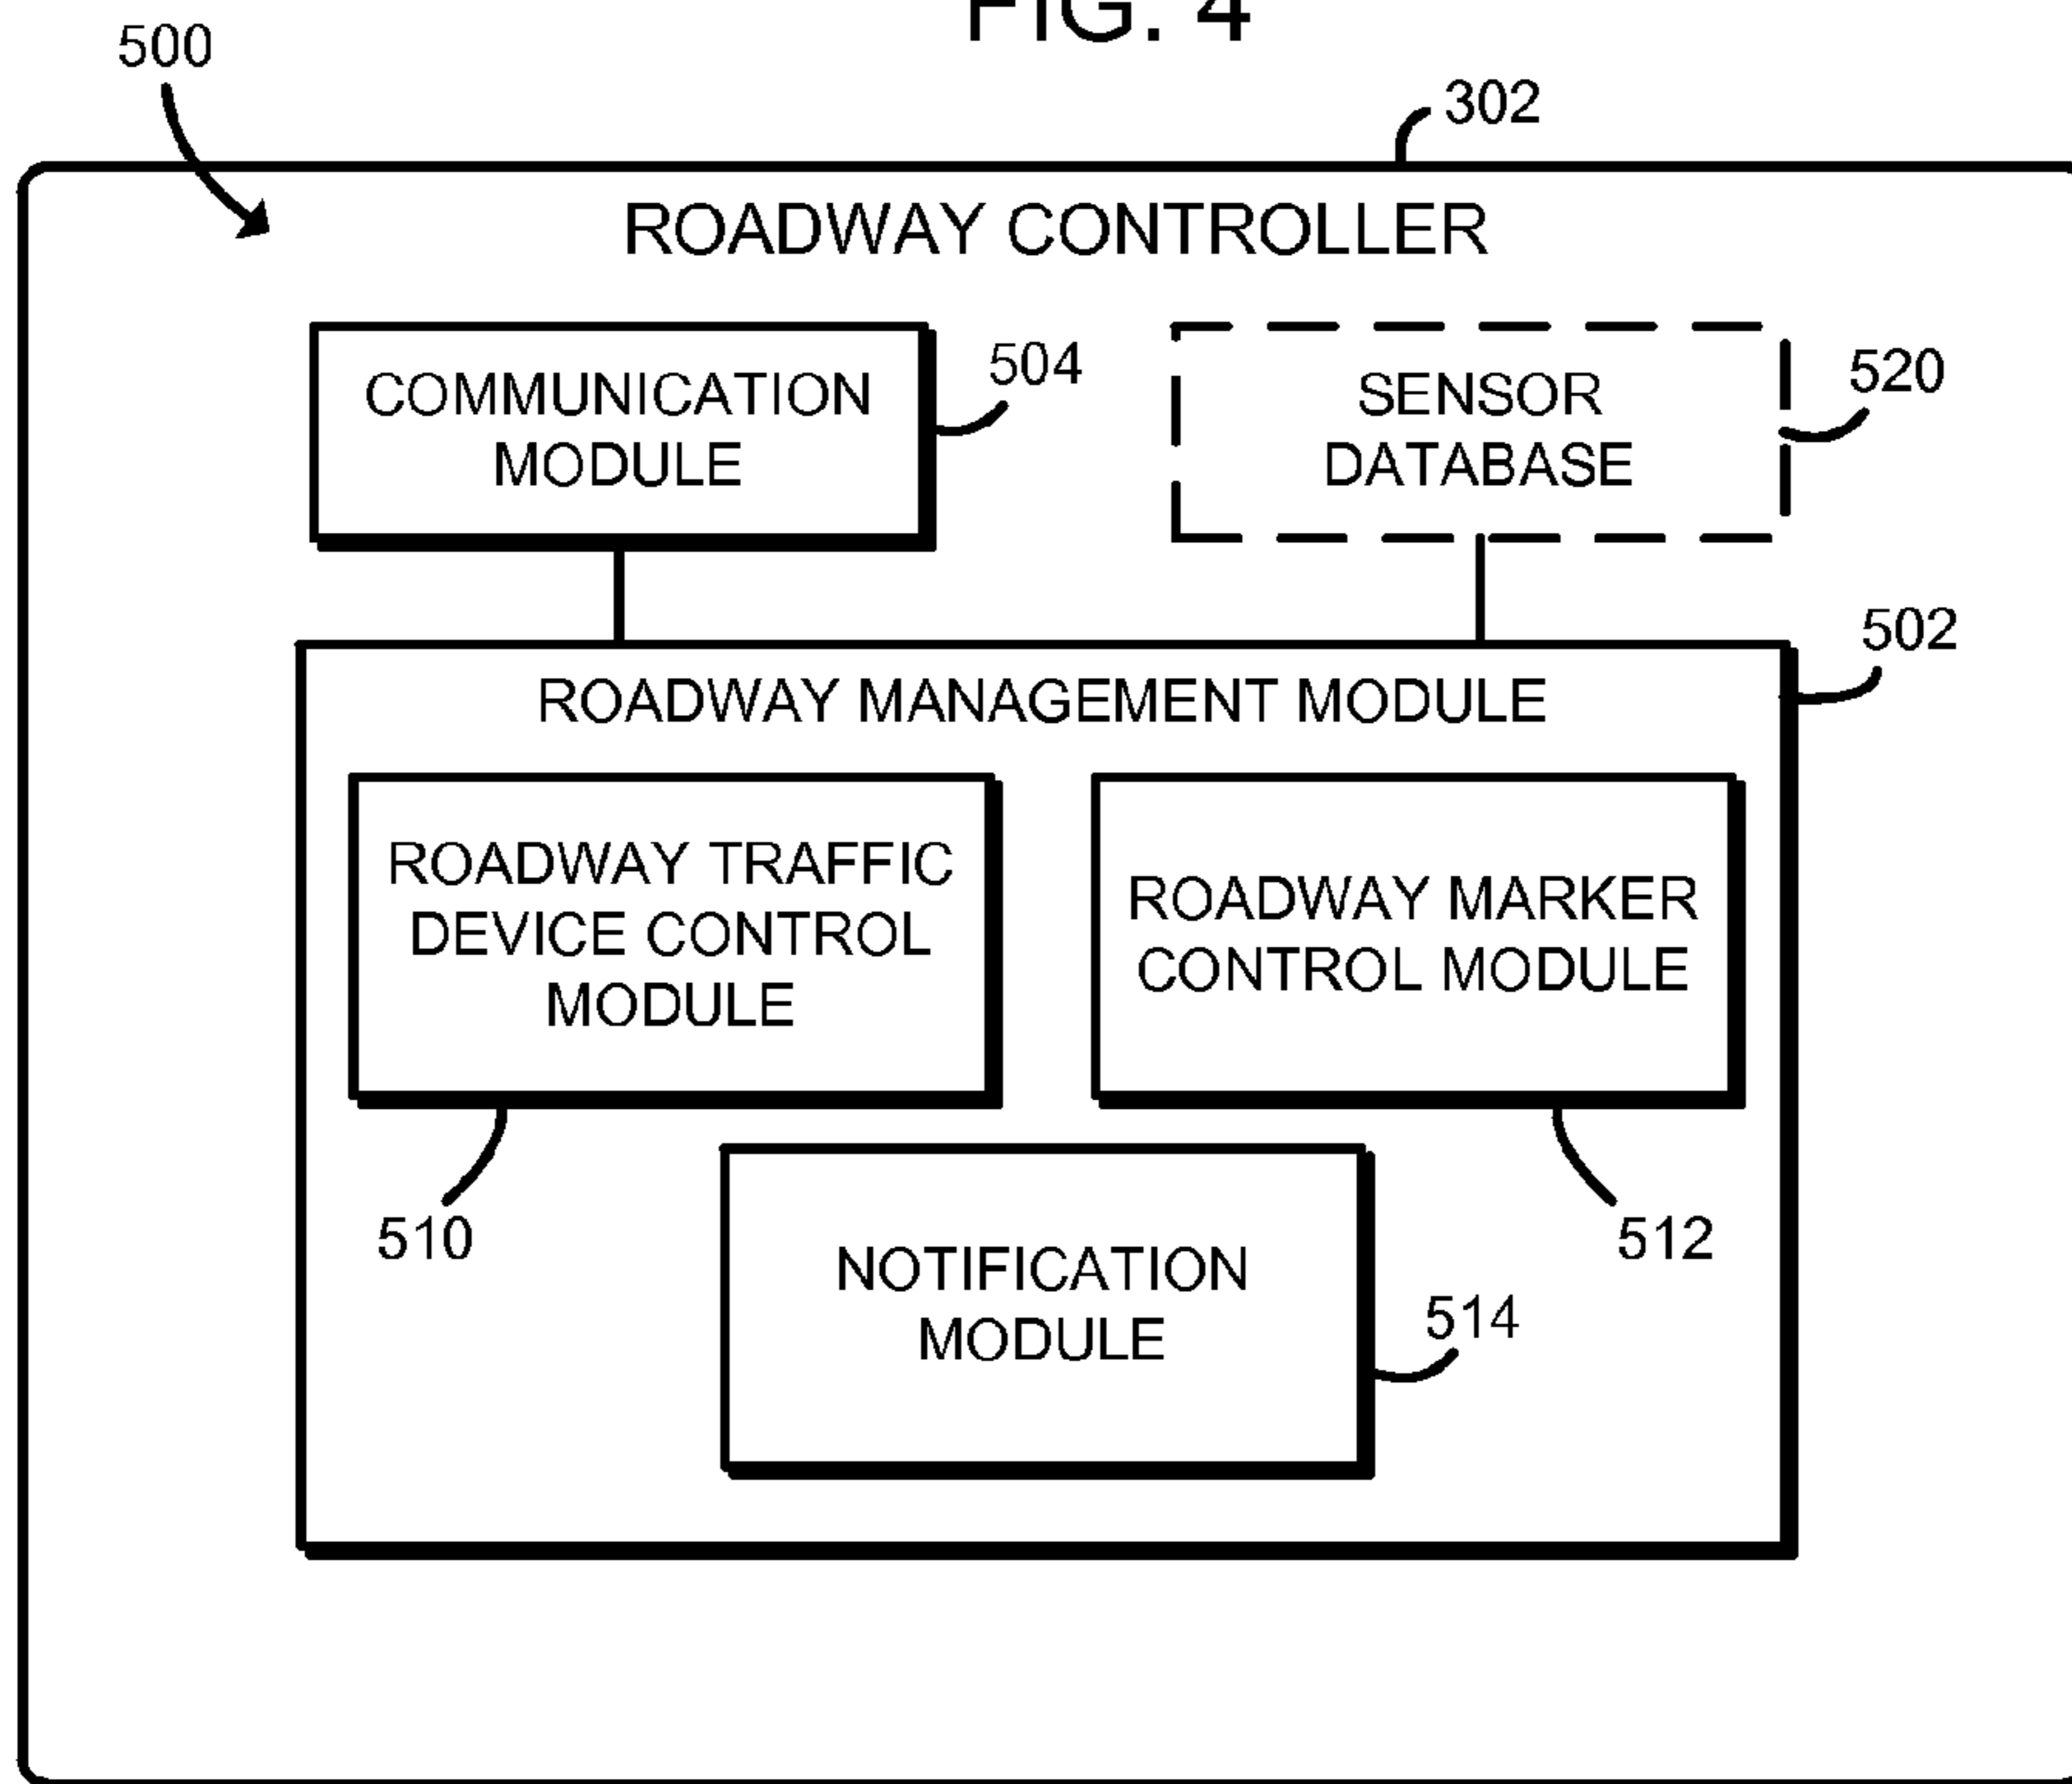 FIG. 4
500
302
ROADWAY CONTROLLER
COMMUNICATION
MODULE
504
SENSOR
DATABASE
520
502
ROADWAY MANAGEMENT MODULE
ROADWAY TRAFFIC
DEVICE CONTROL
MODULE
ROADWAY MARKER
CONTROL MODULE
510
512
NOTIFICATION
MODULE
514